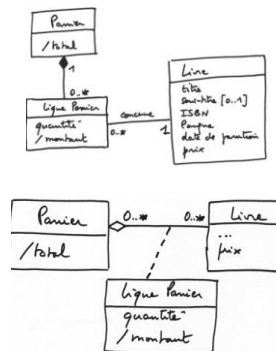 Panier
/total
1
0..*
Ligne Panier
quantité
/montant
concerne
0..*
1
Livre
titre
sous-titre [0..1]
ISBN
langue
date de parution
prix
Panier
/total
0..*
0..*
Livre
...
prix
Ligne Panier
quantité
/montant